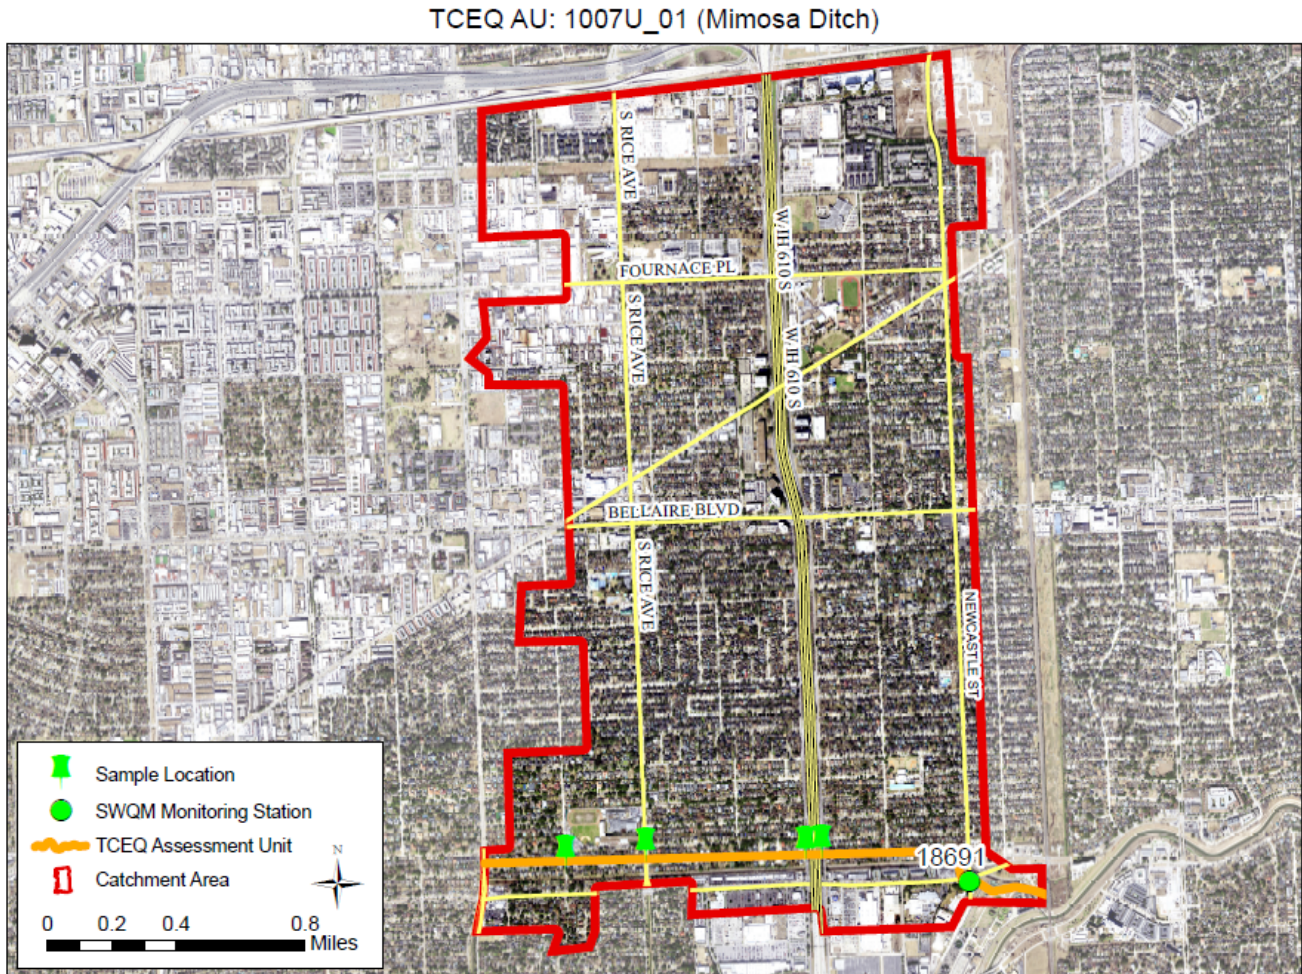 TCEQ AU: 1007U_01 (Mimosa Ditch)
S RICE AVE
W IH 610 S
FOURNACE PL
S RICE AVE
W IH 610 S
BELLAIRE BLVD
S RICE AVE
NEWCASTLE ST
18691
Sample Location
SWQM Monitoring Station
TCEQ Assessment Unit
Catchment Area
N
0 0.2 0.4 0.8
Miles